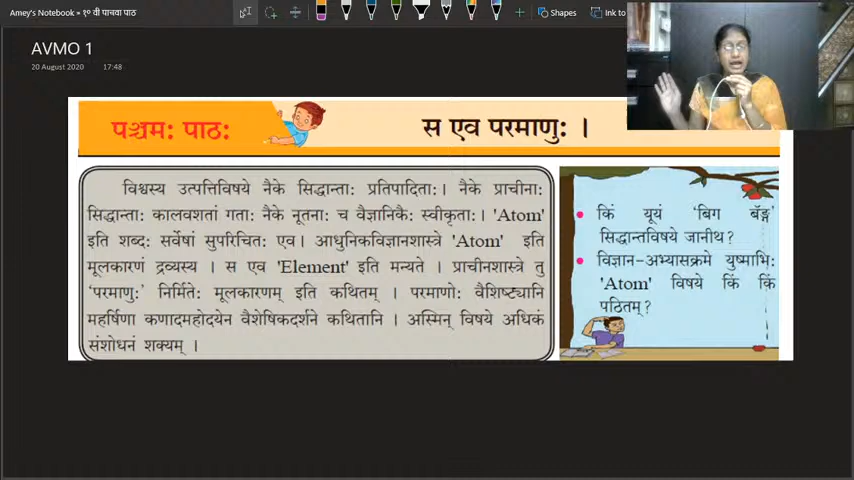 Amey's Notebook » १० वी पाचवा पाठ
Shapes
Ink to
AVMO 1
20 August 2020 17:48
पञ्चमः पाठः
स एव परमाणुः ।
विश्वस्य उत्पत्तिविषये नैके सिद्धान्ताः प्रतिपादिताः। नैके प्राचीनाः
सिद्धान्ताः कालवशतां गताः नैके नूतनाः च वैज्ञानिकैः स्वीकृताः। 'Atom'
इति शब्दः सर्वेषां सुपरिचितः एव। आधुनिकविज्ञानशास्त्रे 'Atom' इति
मूलकारणं द्रव्यस्य । स एव 'Element' इति मन्यते । प्राचीनशास्त्रे तु
'परमाणुः' निर्मितेः मूलकारणम् इति कथितम् । परमाणोः वैशिष्ट्यानि
महर्षिणा कणादमहोदयेन वैशेषिकदर्शने कथितानि । अस्मिन् विषये अधिकं
संशोधनं शक्यम् ।
किं यूयं 'बिग बॅङ्ग'
सिद्धान्तविषये जानीथ?
विज्ञान-अभ्यासक्रमे युष्माभिः
'Atom' विषये किं किं
पठितम्?